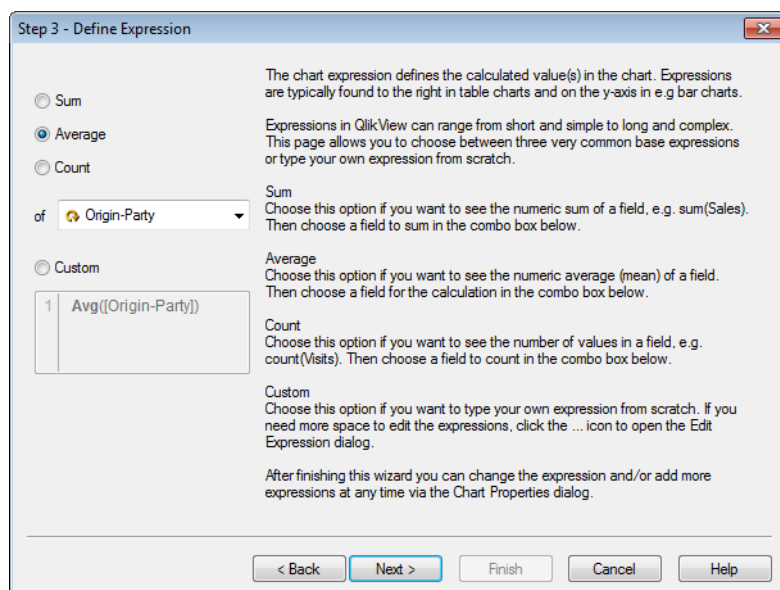 Step 3 - Define Expression
Sum
Average
Count
of Origin-Party
Custom
1 Avg([Origin-Party])
The chart expression defines the calculated value(s) in the chart. Expressions
are typically found to the right in table charts and on the y-axis in e.g bar charts.
Expressions in QlikView can range from short and simple to long and complex.
This page allows you to choose between three very common base expressions
or type your own expression from scratch.
Sum
Choose this option if you want to see the numeric sum of a field, e.g. sum(Sales).
Then choose a field to sum in the combo box below.
Average
Choose this option if you want to see the numeric average (mean) of a field.
Then choose a field for the calculation in the combo box below.
Count
Choose this option if you want to see the number of values in a field, e.g.
count(Visits). Then choose a field to count in the combo box below.
Custom
Choose this option if you want to type your own expression from scratch. If you
need more space to edit the expressions, click the ... icon to open the Edit
Expression dialog.
After finishing this wizard you can change the expression and/or add more
expressions at any time via the Chart Properties dialog.
< Back Next > Finish Cancel Help